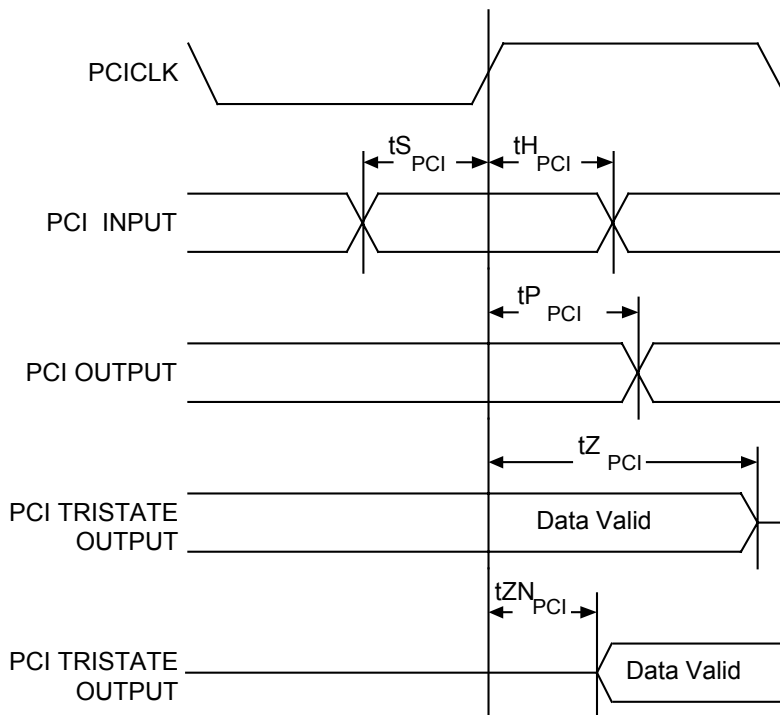 PCICLK
tS PCI
tH PCI
PCI INPUT
tP PCI
PCI OUTPUT
tZ PCI
PCI TRISTATE
OUTPUT
Data Valid
tZN PCI
PCI TRISTATE
OUTPUT
Data Valid